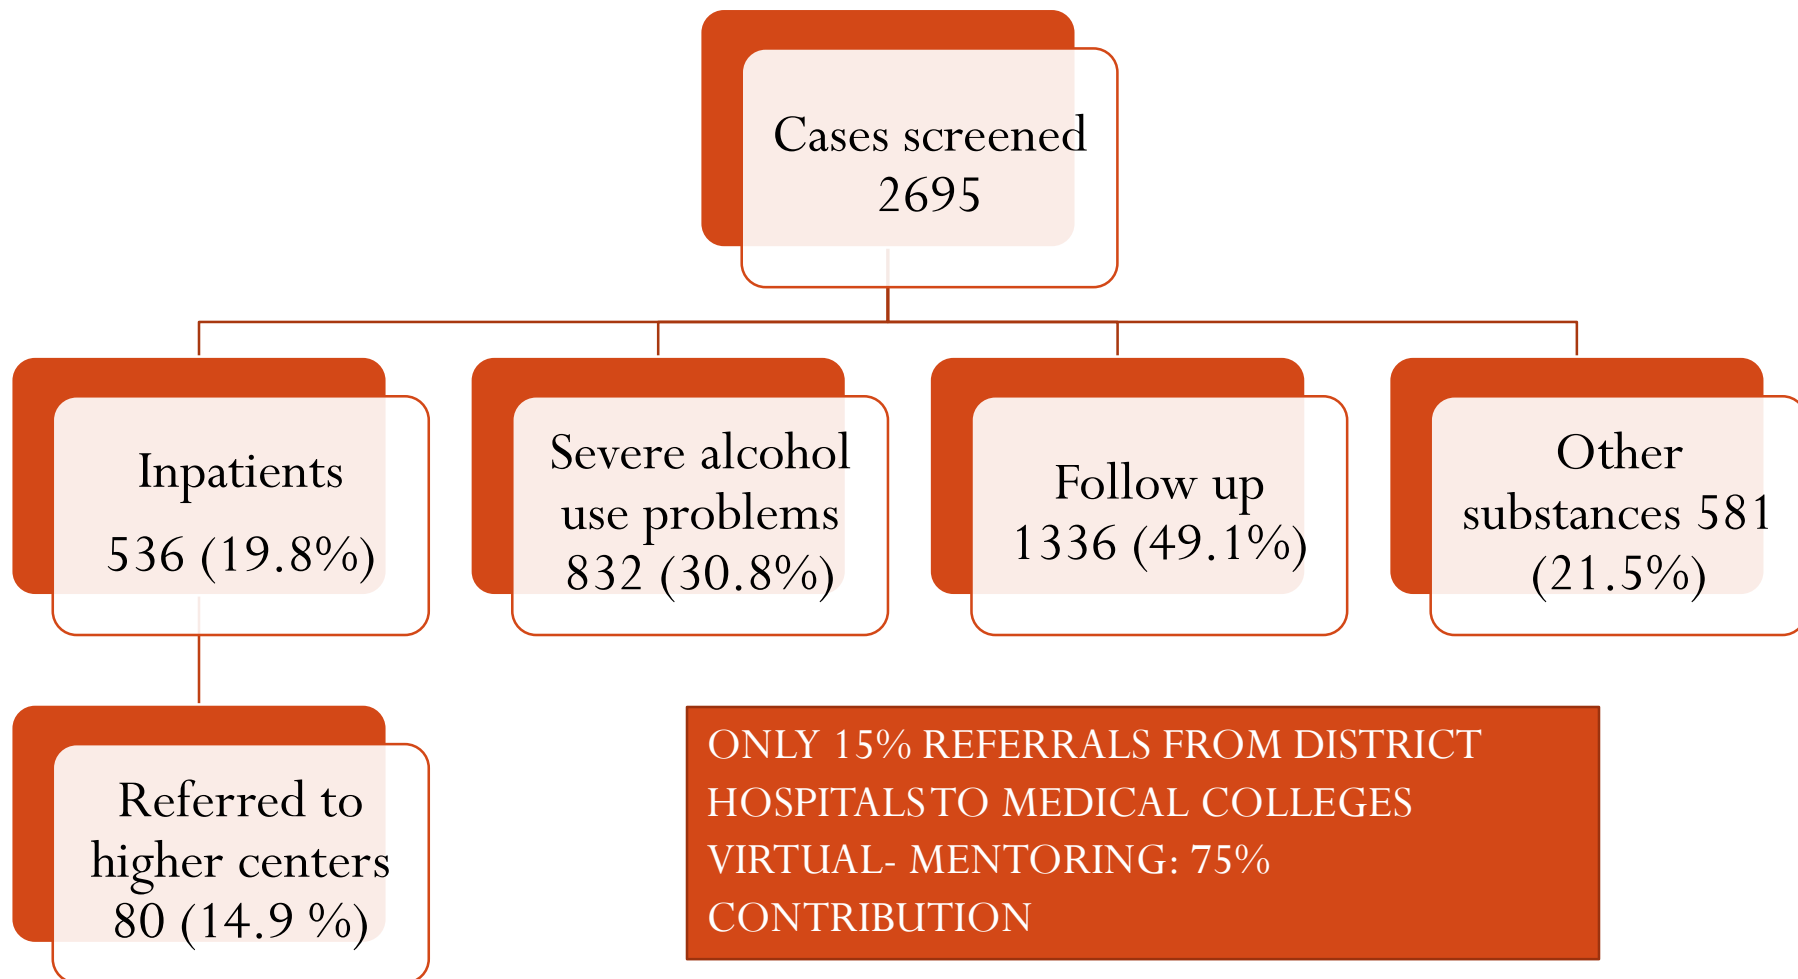 Cases screened
2695
Inpatients
536 (19.8%)
Severe alcohol
use problems
832 (30.8%)
Follow up
1336 (49.1%)
Other
substances 581
(21.5%)
Referred to
higher centers
80 (14.9 %)
ONLY 15% REFERRALS FROM DISTRICT
HOSPITALS TO MEDICAL COLLEGES
VIRTUAL- MENTORING: 75%
CONTRIBUTION